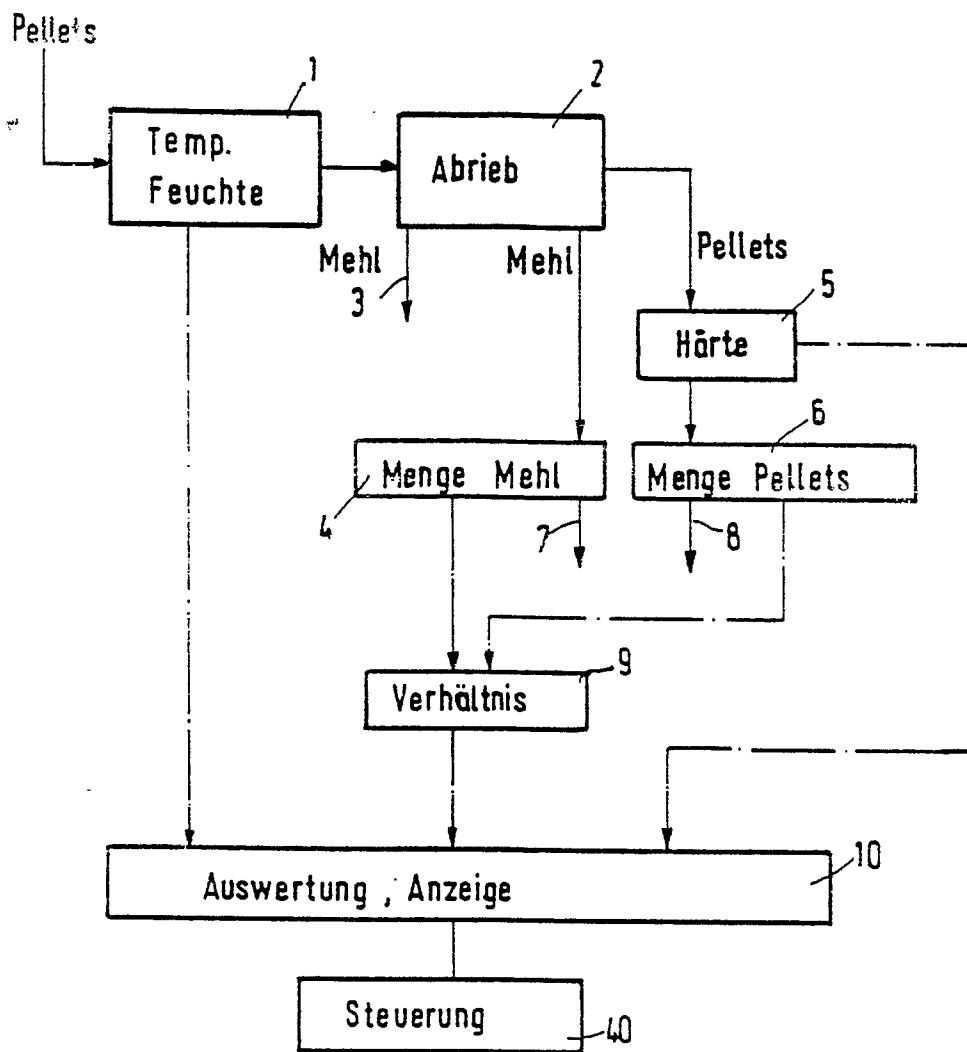 Pellets
1
2
Temp.
Feuchte
Abrieb
Mehl
3
Mehl
Pellets
5
Härte
6
Menge Mehl
4
Menge Pellets
7
8
9
Verhältnis
10
Auswertung , Anzeige
Steuerung
40